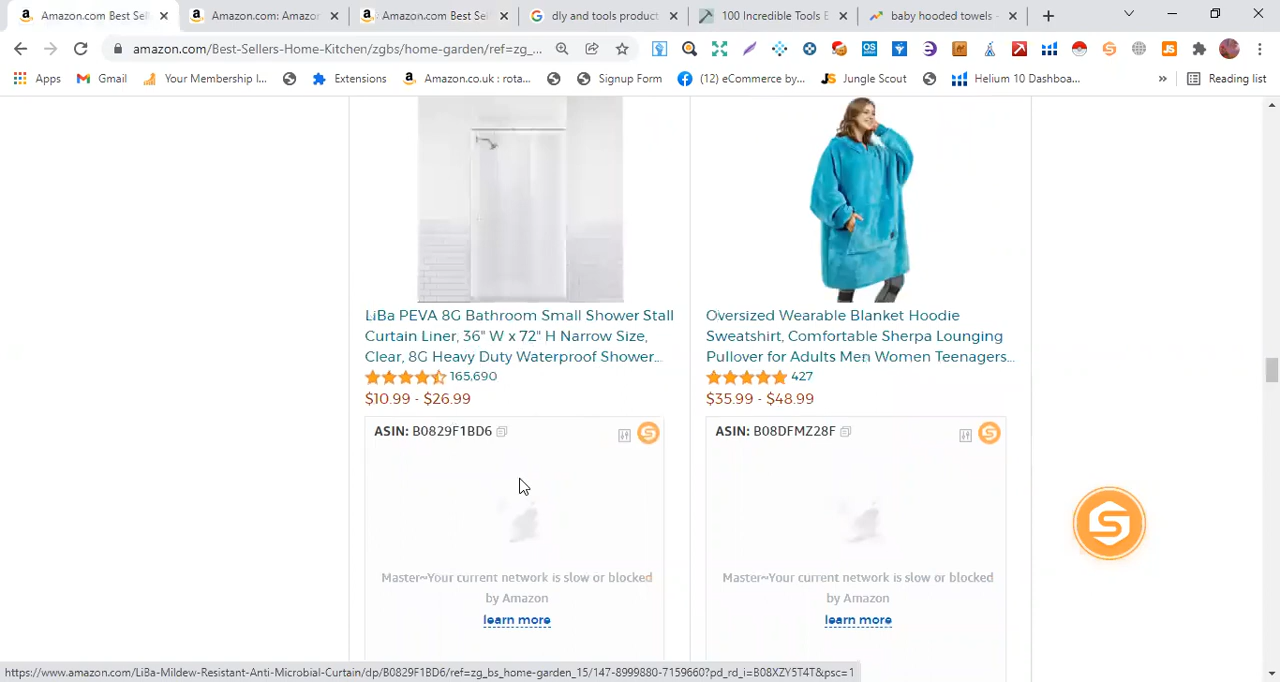 Amazon.com Best Sell
Amazon.com: Amazo
Amazon.com Best Sell
dly and tools product
100 Incredible Tools E
baby hooded towels -
amazon.com/Best-Sellers-Home-Kitchen/zgbs/home-garden/ref=zg_...
Apps
Gmail
Your Membership I...
Extensions
Amazon.co.uk : rota...
Signup Form
(12) eCommerce by...
Jungle Scout
Helium 10 Dashboa...
»
Reading list
LiBa PEVA 8G Bathroom Small Shower Stall
Curtain Liner, 36" W x 72" H Narrow Size,
Clear, 8G Heavy Duty Waterproof Shower...
165,690
$10.99 - $26.99
ASIN: B0829F1BD6
Master~Your current network is slow or blocked
by Amazon
learn more
Oversized Wearable Blanket Hoodie
Sweatshirt, Comfortable Sherpa Lounging
Pullover for Adults Men Women Teenagers...
427
$35.99 - $48.99
ASIN: B08DFMZ28F
Master~Your current network is slow or blocked
by Amazon
learn more
https://www.amazon.com/LiBa-Mildew-Resistant-Anti-Microbial-Curtain/dp/B0829F1BD6/ref=zg_bs_home-garden_15/147-8999880-7159660?pd_rd_i=B08XZY5T4T&psc=1